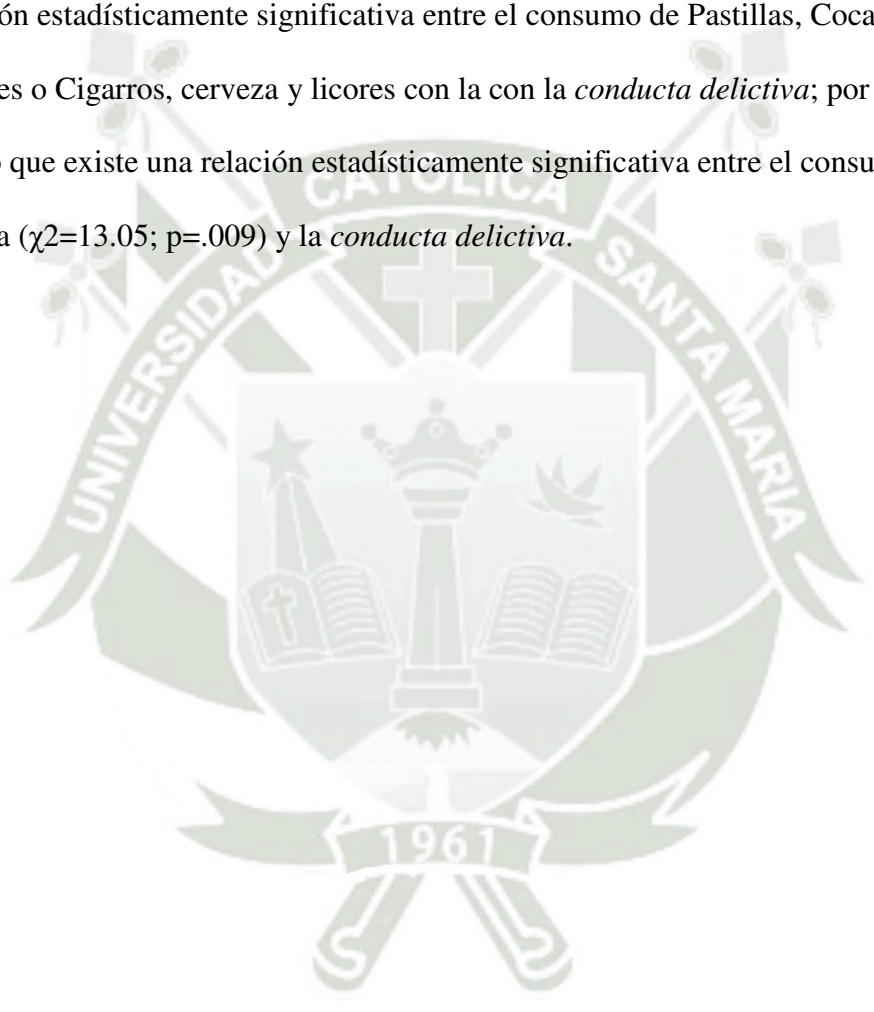 ón estadísticamente significativa entre el consumo de Pastillas, Coca
es o Cigarros, cerveza y licores con la con la conducta delictiva; por
o que existe una relación estadísticamente significativa entre el consu
a (χ2=13.05; p=.009) y la conducta delictiva.
UNIVERSIDAD CATOLICA SANTA MARIA
1961